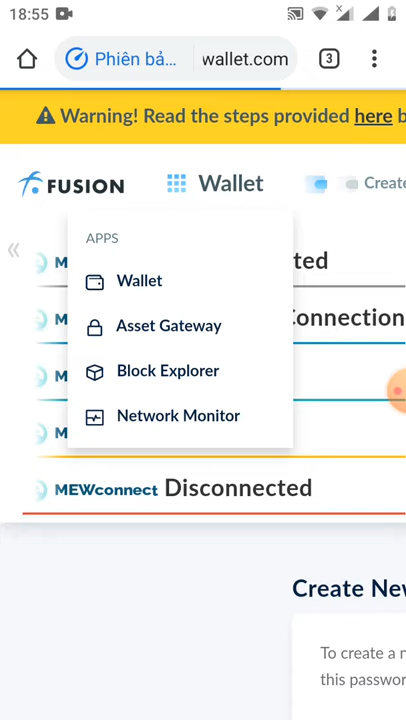 18:55
Phiên bả... wallet.com
3
Warning! Read the steps provided here b
FUSION
Wallet
Create
APPS
Wallet
Asset Gateway
Block Explorer
Network Monitor
ME
ted
M
Connection
M
M
MEWconnect Disconnected
Create New
To create a n
this passwor